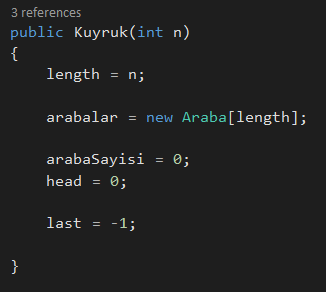 3 references
public Kuyruk(int n)
{
length = n;
arabalar = new Araba[length];
arabaSayisi = 0;
head = 0;
last = -1;
}